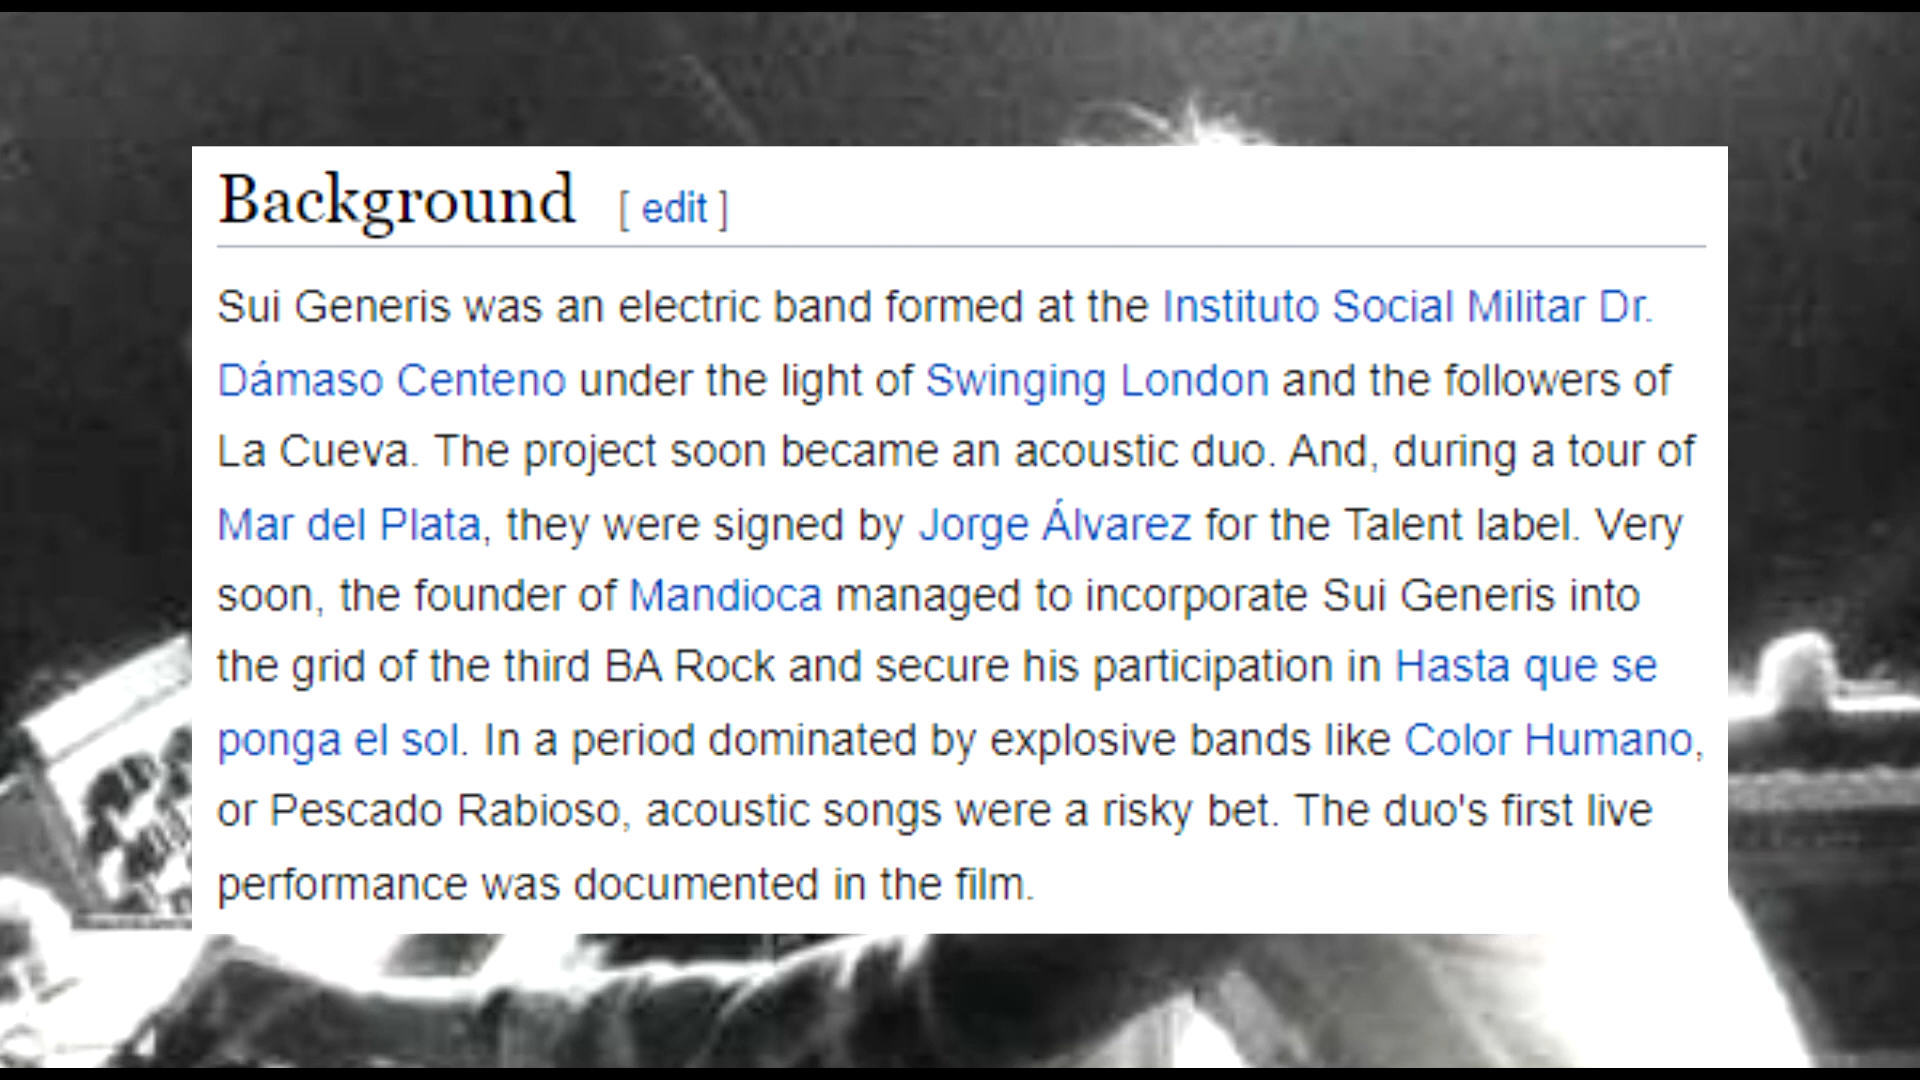 Background [ edit ]
Sui Generis was an electric band formed at the Instituto Social Militar Dr.
Dámaso Centeno under the light of Swinging London and the followers of
La Cueva. The project soon became an acoustic duo. And, during a tour of
Mar del Plata, they were signed by Jorge Álvarez for the Talent label. Very
soon, the founder of Mandioca managed to incorporate Sui Generis into
the grid of the third BA Rock and secure his participation in Hasta que se
ponga el sol. In a period dominated by explosive bands like Color Humano,
or Pescado Rabioso, acoustic songs were a risky bet. The duo's first live
performance was documented in the film.